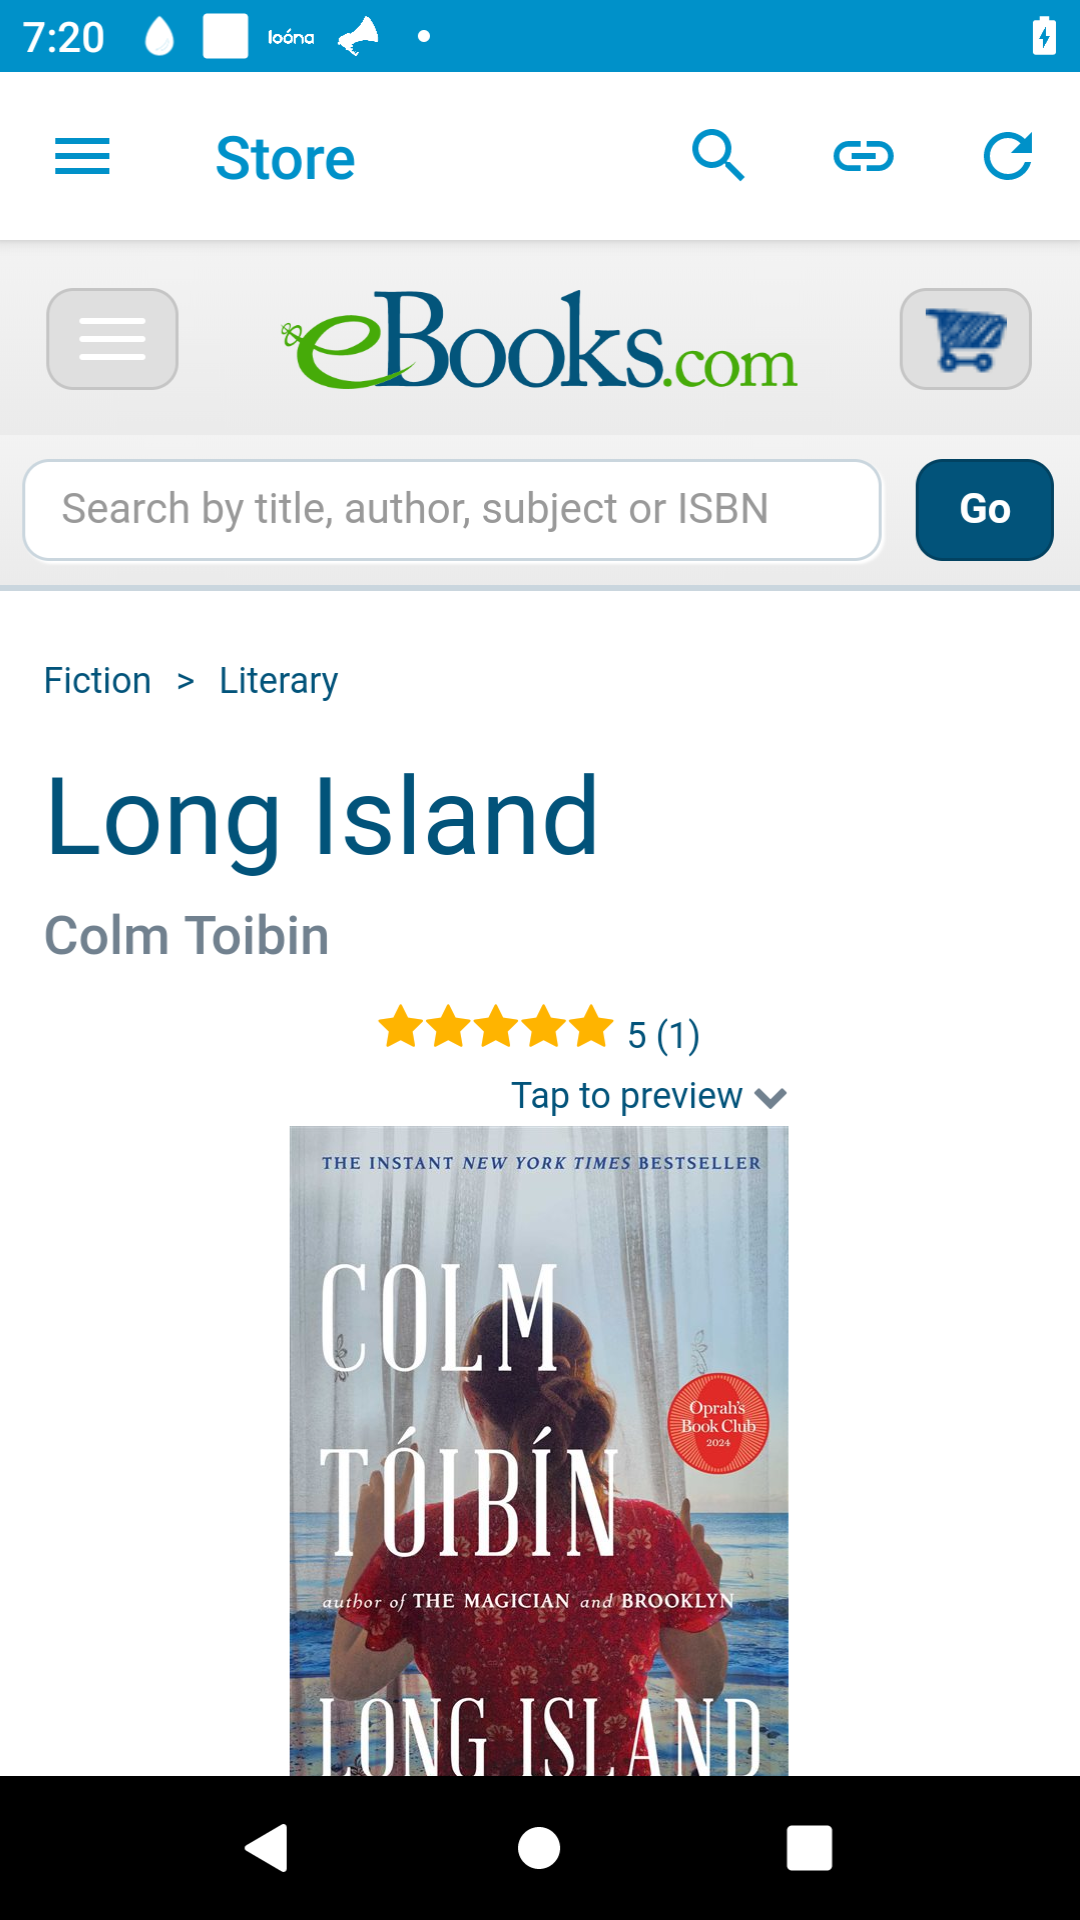 7:20 loóna
Store
eBooks.com
Search by title, author, subject or ISBN
Go
Fiction > Literary
Long Island
Colm Toibin
5 (1)
Tap to preview
THE INSTANT NEW YORK TIMES BESTSELLER
COLM
TÓIBÍN
Oprah's
Book Club
2024
author of THE MAGICIAN and BROOKLYN
LONG ISLAND